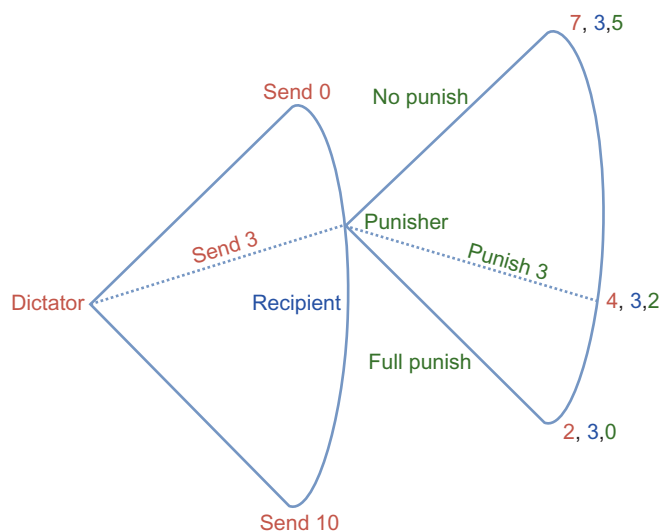 7, 3,5
Send 0
No punish
Punisher
Send 3
Punish 3
Dictator
Recipient
4, 3,2
Full punish
2, 3,0
Send 10